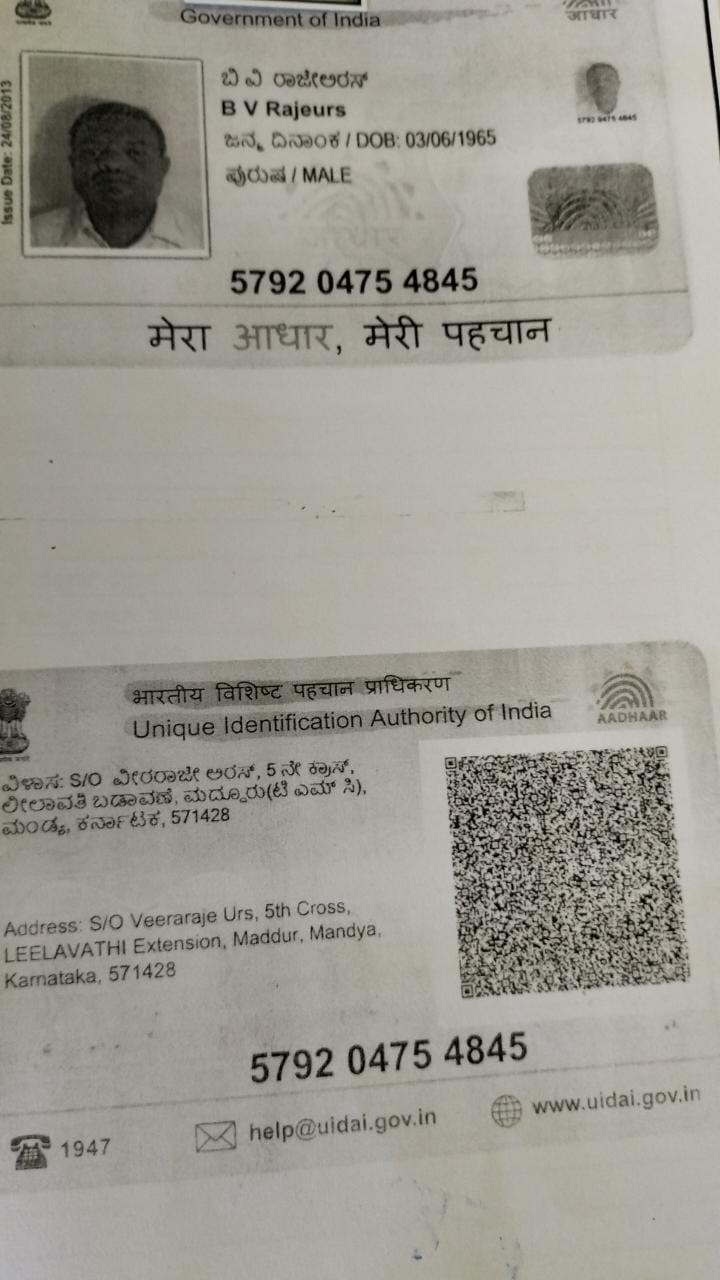 Government of India
आधार
Issue Date: 24/08/2013
ಬಿ ವಿ ರಾಜೇಅರಸ್
B V Rajeurs
ಜನ್ಮ ದಿನಾಂಕ / DOB: 03/06/1965
ಪುರುಷ / MALE
5792 0475 4845
5792 0475 4845
मेरा आधार, मेरी पहचान
भारतीय विशिष्ट पहचान प्राधिकरण
Unique Identification Authority of India
AADHAAR
ವಿಳಾಸ: S/O ವೀರರಾಜೇ ಅರಸ್, 5 ನೇ ಕ್ರಾಸ್,
ಲೀಲಾವತಿ ಬಡಾವಣೆ, ಮದ್ದೂರು(ಟಿ ಎಮ್ ಸಿ),
ಮಂಡ್ಯ, ಕರ್ನಾಟಕ, 571428
Address: S/O Veeraraje Urs, 5th Cross,
LEELAVATHI Extension, Maddur, Mandya,
Karnataka, 571428
5792 0475 4845
1947
help@uidai.gov.in
www.uidai.gov.in